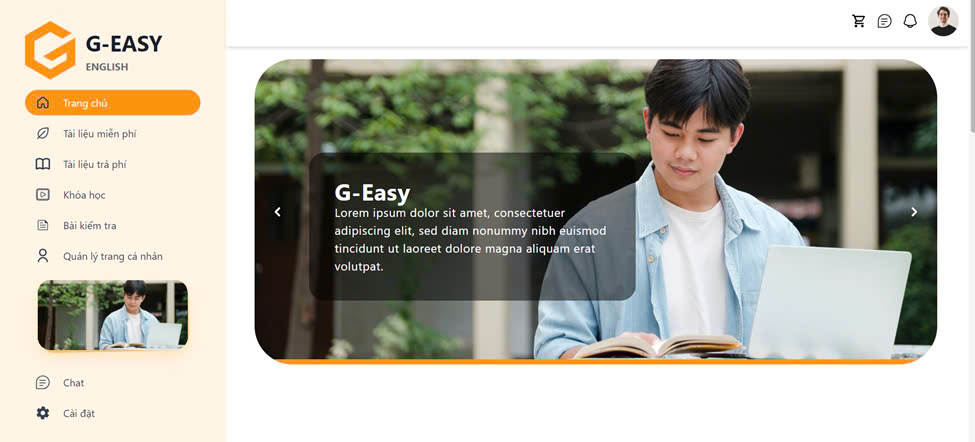 G-EASY
ENGLISH
Trang chủ
Tài liệu miễn phí
Tài liệu trả phí
Khóa học
Bài kiểm tra
Quản lý trang cá nhân
Chat
Cài đặt
G-Easy
Lorem ipsum dolor sit amet, consectetuer
adipiscing elit, sed diam nonummy nibh euismod
tincidunt ut laoreet dolore magna aliquam erat
volutpat.